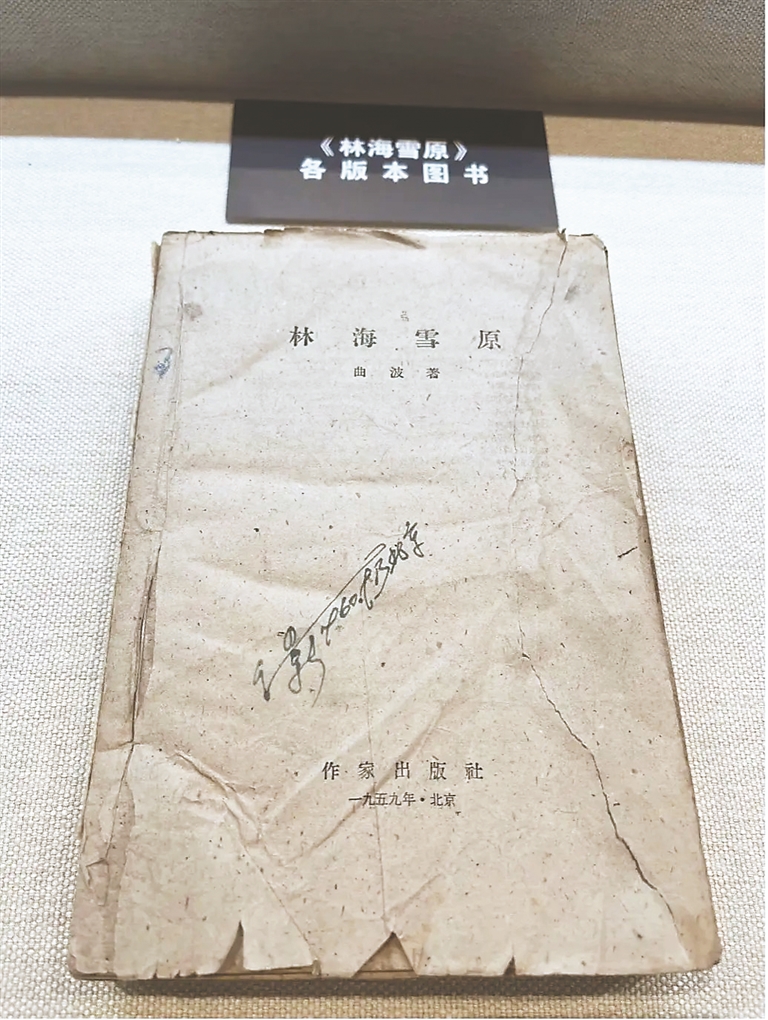 《林海雪原》
各版本图书
林海雪原
曲波著
作家出版社
一九五九年·北京